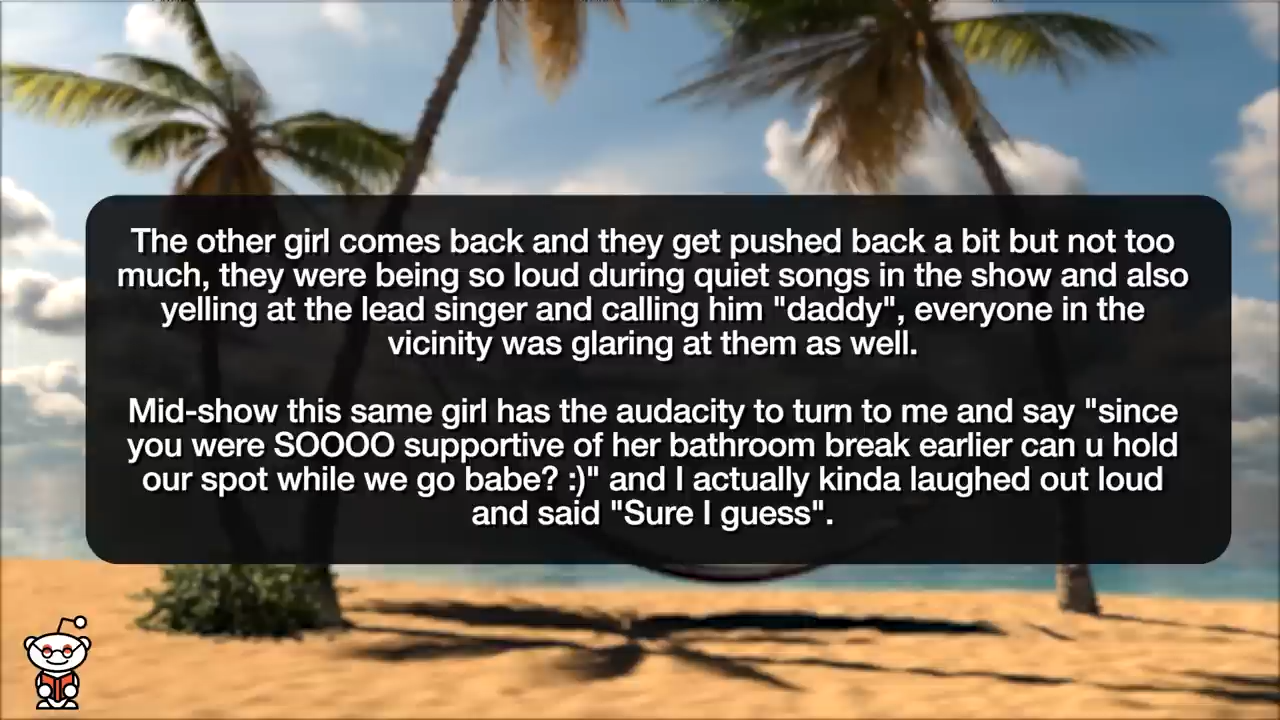 The other girl comes back and they get pushed back a bit but not too
much, they were being so loud during quiet songs in the show and also
yelling at the lead singer and calling him "daddy", everyone in the
vicinity was glaring at them as well.
Mid-show this same girl has the audacity to turn to me and say "since
you were SOOOO supportive of her bathroom break earlier can u hold
our spot while we go babe? :)" and I actually kinda laughed out loud
and said "Sure I guess".